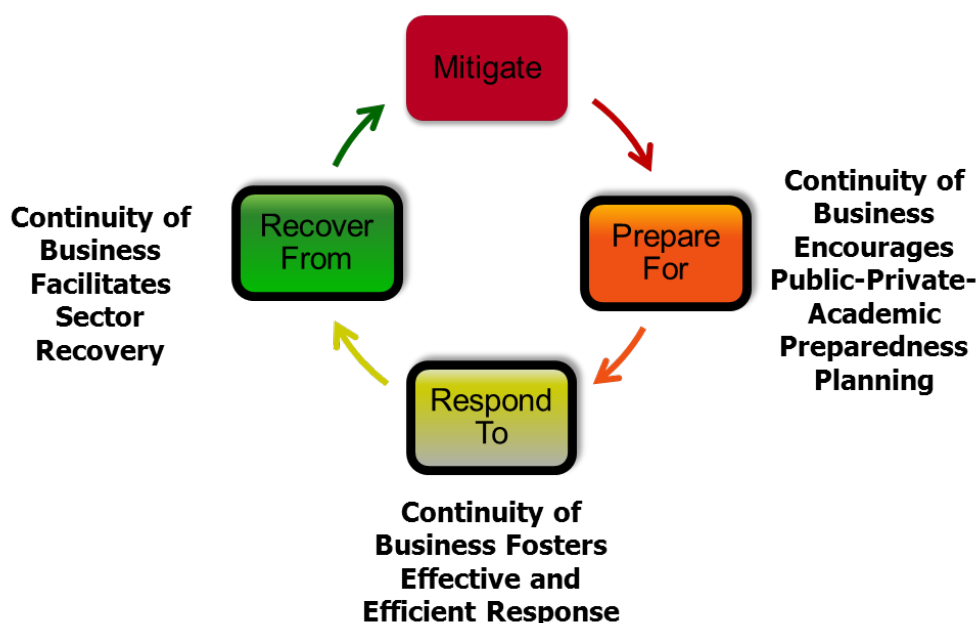 Mitigate
Prepare
For
Continuity of
Business
Encourages
Public-Private-
Academic
Preparedness
Planning
Respond
To
Continuity of
Business Fosters
Effective and
Efficient Response
Recover
From
Continuity of
Business
Facilitates
Sector
Recovery